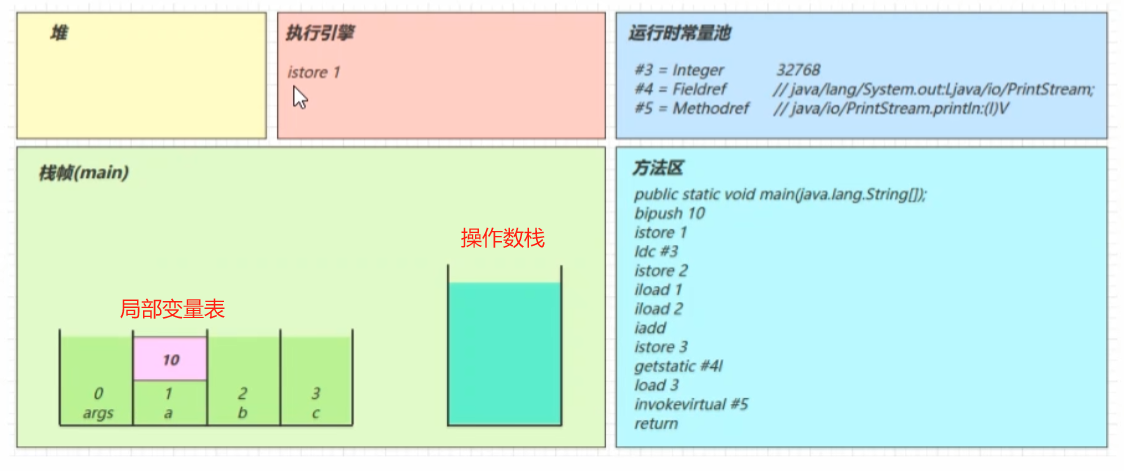 堆
执行引擎
istore 1
运行时常量池
#3 = Integer 32768
#4 = Fieldref // java/lang/System.out:Ljava/io/PrintStream;
#5 = Methodref // java/io/PrintStream.println:(I)V
栈帧(main)
局部变量表
10
0 1 2 3
args a b c
操作数栈
方法区
public static void main(java.lang.String[]);
bipush 10
istore 1
ldc #3
istore 2
iload 1
iload 2
iadd
istore 3
getstatic #4l
load 3
invokevirtual #5
return